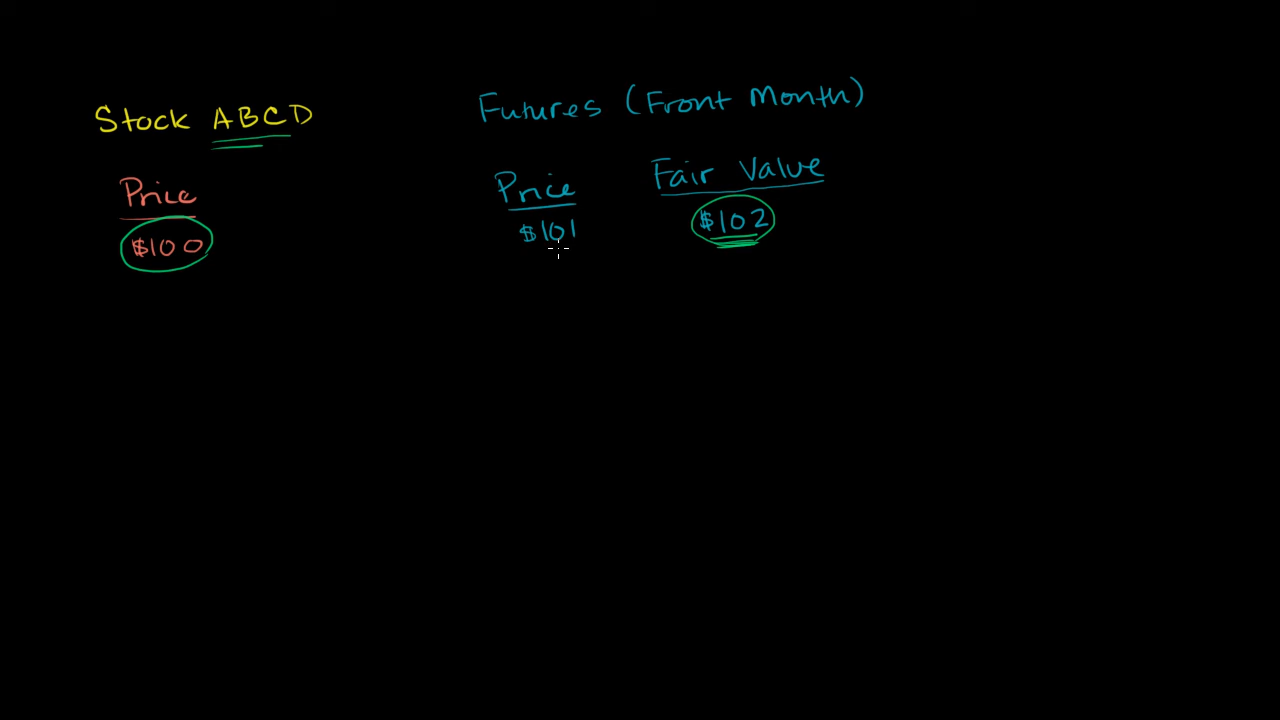 Stock ABCD
Price
$100
Futures (Front Month)
Price
$101
Fair Value
$102